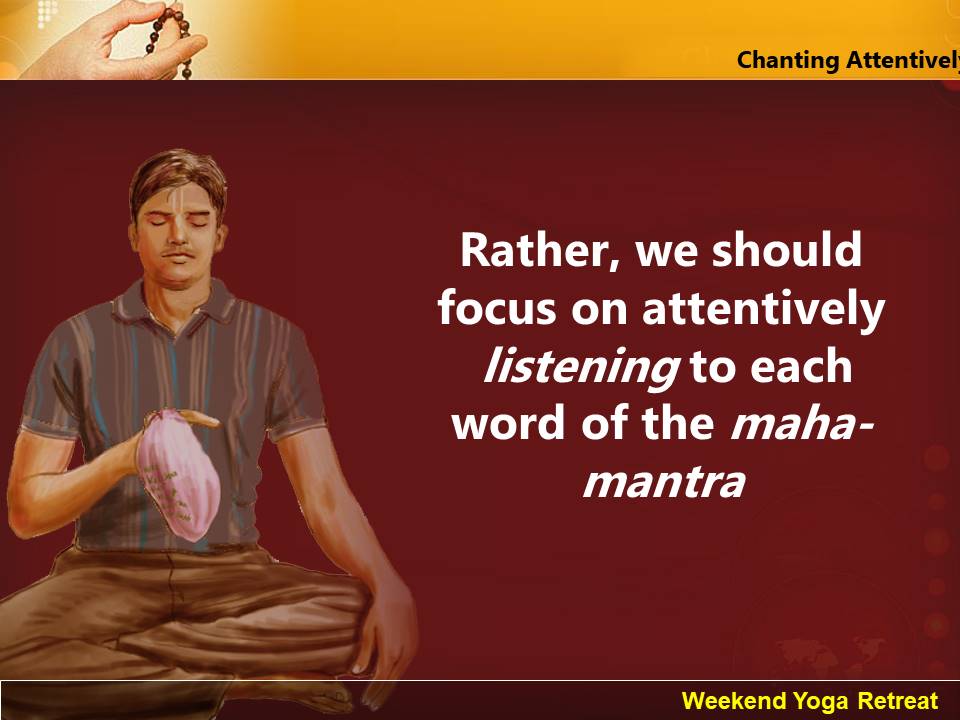 Chanting Attentively
Rather, we should
focus on attentively
listening to each
word of the maha-
mantra
Weekend Yoga Retreat